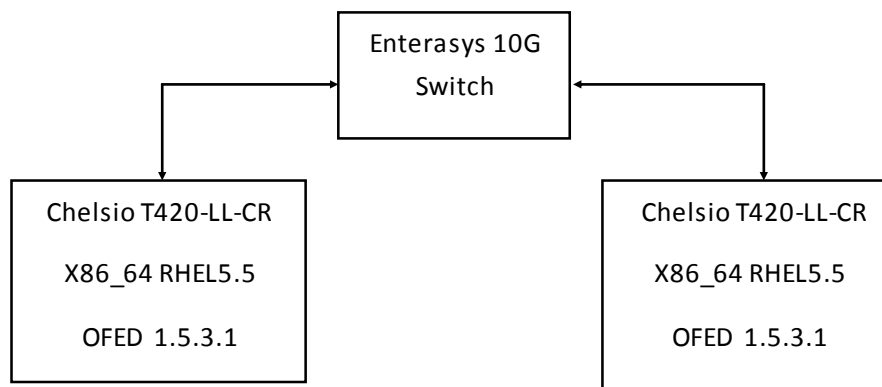 Enterasys 10G
Switch
Chelsio T420-LL-CR
X86_64 RHEL5.5
OFED 1.5.3.1
Chelsio T420-LL-CR
X86_64 RHEL5.5
OFED 1.5.3.1